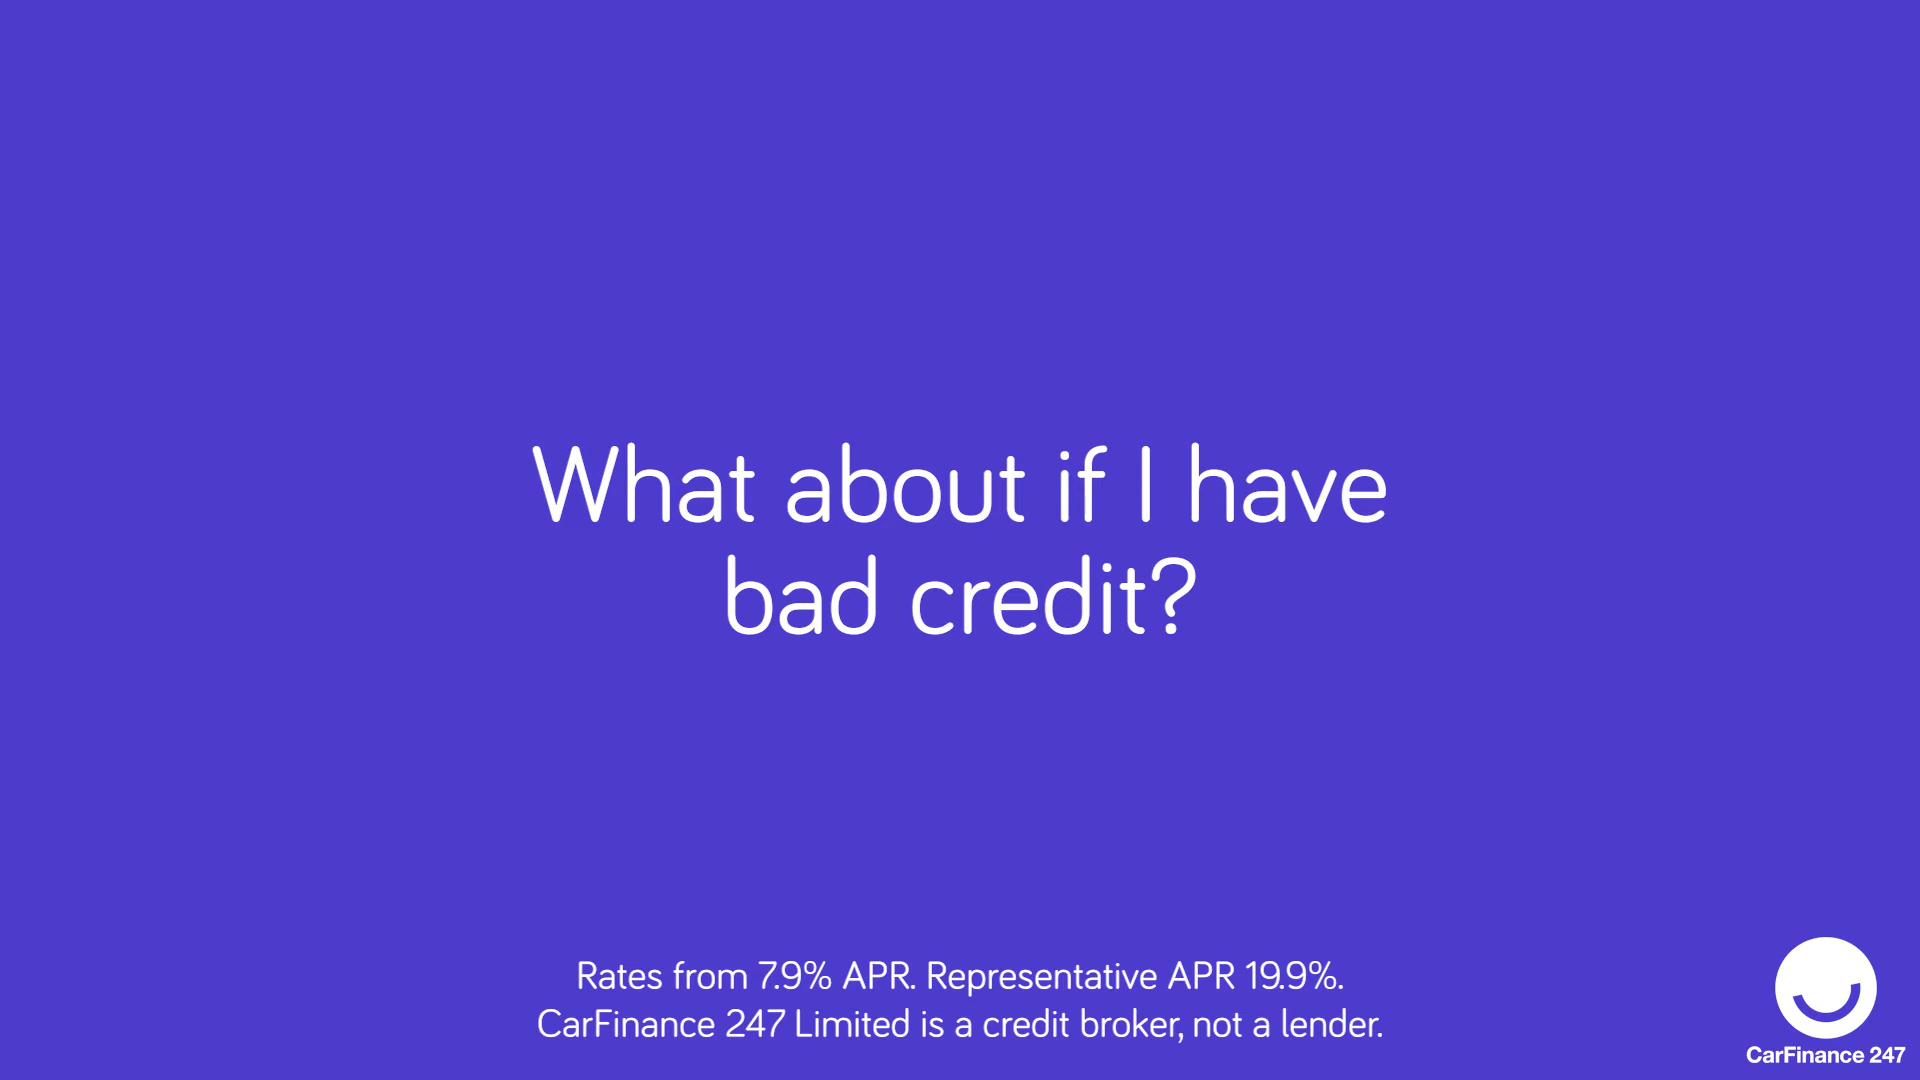 What about if I have
bad credit?
Rates from 7.9% APR. Representative APR 19.9%.
CarFinance 247 Limited is a credit broker, not a lender.
CarFinance 247